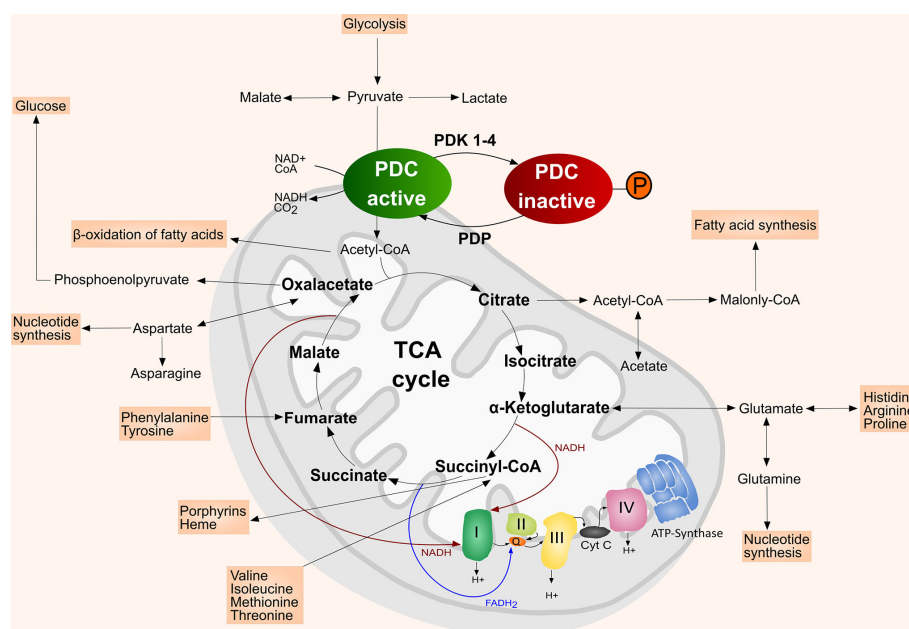 Glycolysis
Malate
Pyruvate
Lactate
Glucose
PDK 1-4
NAD+
CoA
PDC
active
PDC
inactive
P
NADH
CO2
PDP
β-oxidation of fatty acids
Acetyl-CoA
Fatty acid synthesis
Phosphoenolpyruvate
Oxalacetate
Citrate
Acetyl-CoA
Malonly-CoA
Nucleotide
synthesis
Aspartate
Malate
TCA
cycle
Isocitrate
Acetate
Asparagine
α-Ketoglutarate
Glutamate
Histidin
Arginine
Proline
Phenylalanine
Tyrosine
Fumarate
NADH
Succinate
Succinyl-CoA
Glutamine
Porphyrins
Heme
I
II
Q
III
Cyt C
IV
ATP-Synthase
Nucleotide
synthesis
NADH
H+
H+
H+
Valine
Isoleucine
Methionine
Threonine
FADH2